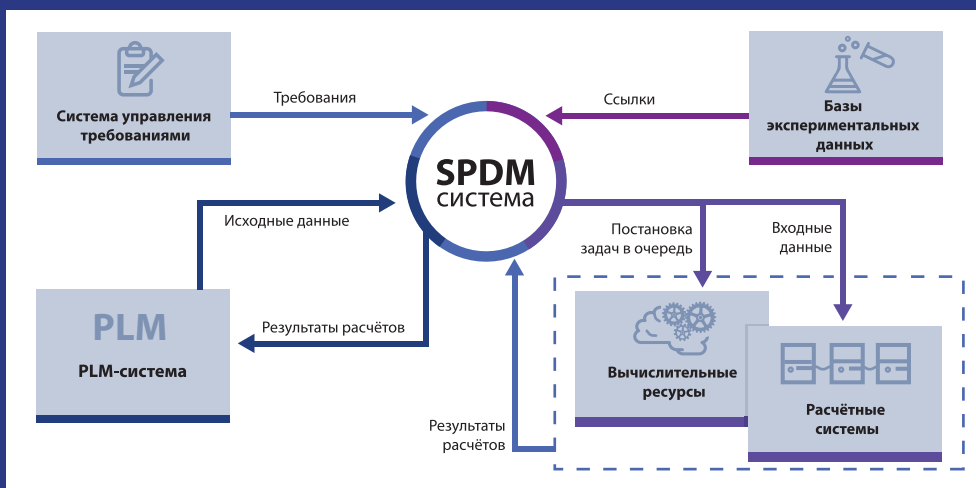 Система управления
требованиями
Требования
SPDM
система
Ссылки
Базы
экспериментальных
данных
Исходные данные
Постановка
задач в очередь
Входные
данные
PLM
PLM-система
Результаты расчётов
Вычислительные
ресурсы
Расчётные
системы
Результаты
расчётов